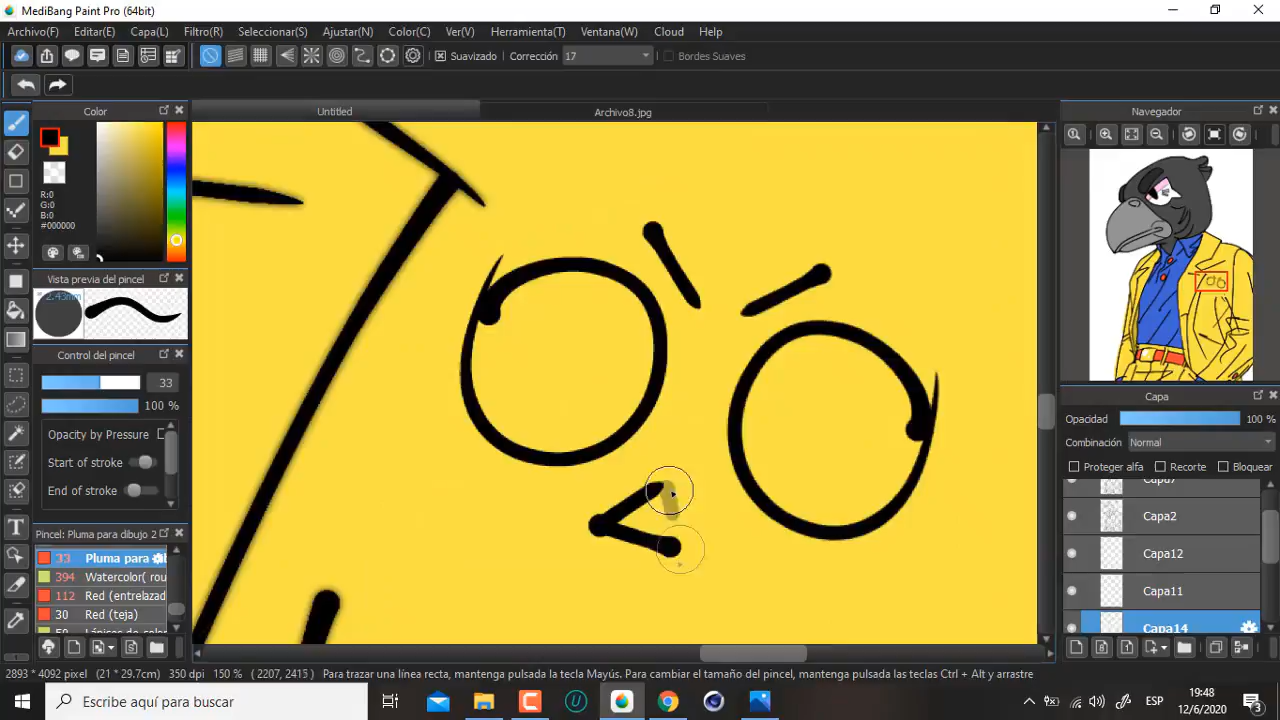 MediBang Paint Pro (64bit)
Archivo(F) Editar(E) Capa(L) Filtro(R) Seleccionar(S) Ajustar(N) Color(C) Ver(V) Herramienta(T) Ventana(W) Cloud Help
Suavizado Corrección 17 Bordes Suaves
Color Untitled Archivo8.jpg Navegador
R:0
G:0
B:0
#000000
Vista previa del pincel
2.43mm
Control del pincel
33
100 %
Opacity by Pressure
Start of stroke
End of stroke
Pincel: Pluma para dibujo 2
33 Pluma para
394 Watercolor( rou
112 Red (entrelazad
30 Red (teja)
Capa
Opacidad 100 %
Combinación Normal
Proteger alfa Recorte Bloquear
Capa7
Capa2
Capa12
Capa11
Capa14
2893 * 4092 pixel (21 * 29.7cm) 350 dpi 150 % ( 2207, 2415 ) Para trazar una línea recta, mantenga pulsada la tecla Mayús. Para cambiar el tamaño del pincel, mantenga pulsadas las teclas Ctrl + Alt y arrastre
Escribe aquí para buscar
ESP
19:48
12/6/2020
3